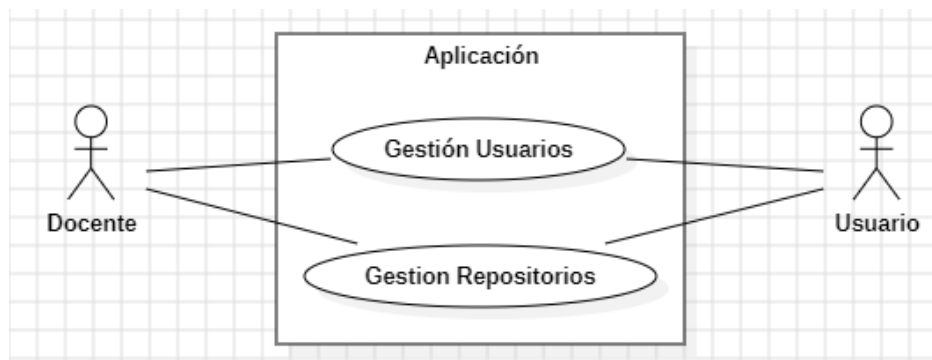 Aplicación
Gestión Usuarios
Docente
Usuario
Gestion Repositorios